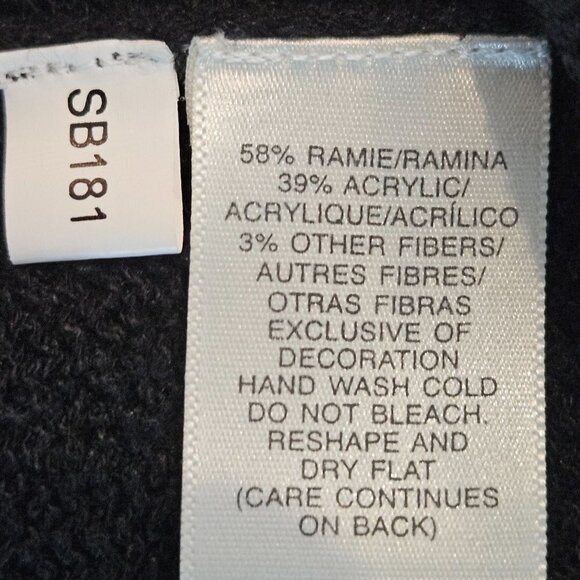 SB181
58% RAMIE/RAMINA
39% ACRYLIC/
ACRYLIQUE/ACRÍLICO
3% OTHER FIBERS/
AUTRES FIBRES/
OTRAS FIBRAS
EXCLUSIVE OF
DECORATION
HAND WASH COLD
DO NOT BLEACH.
RESHAPE AND
DRY FLAT
(CARE CONTINUES
ON BACK)